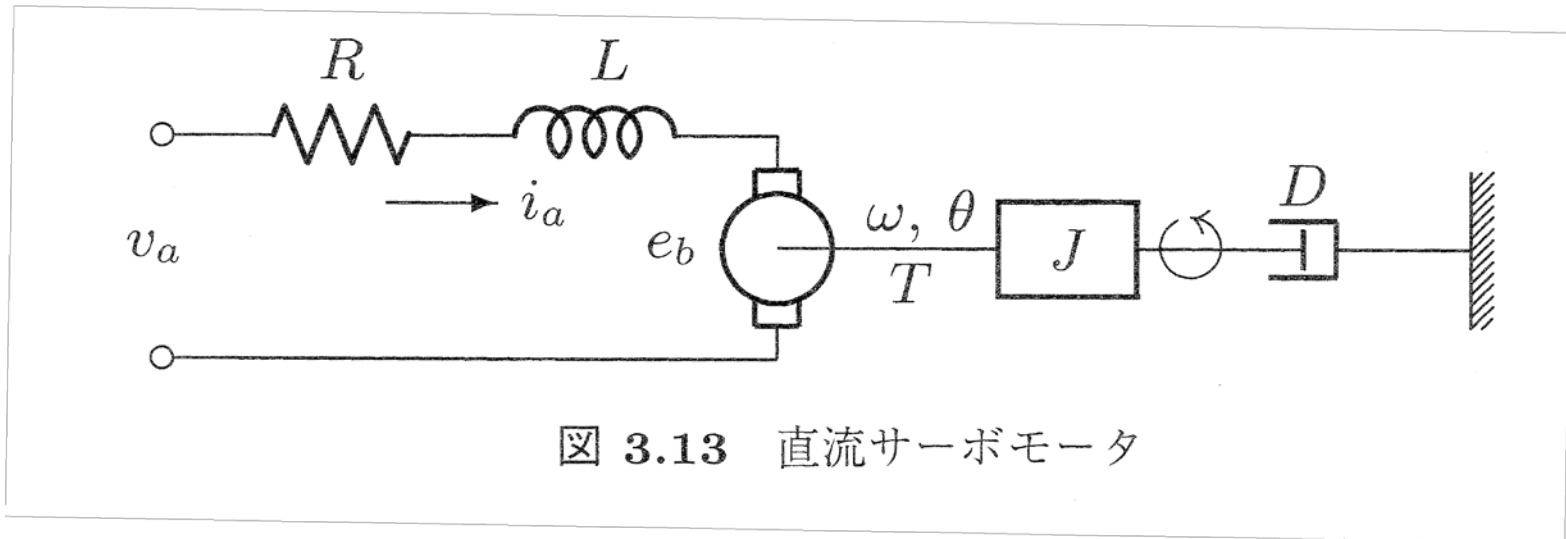 R
L
i_a
v_a
e_b
ω, θ
T
J
D
図 3.13 直流サーボモータ